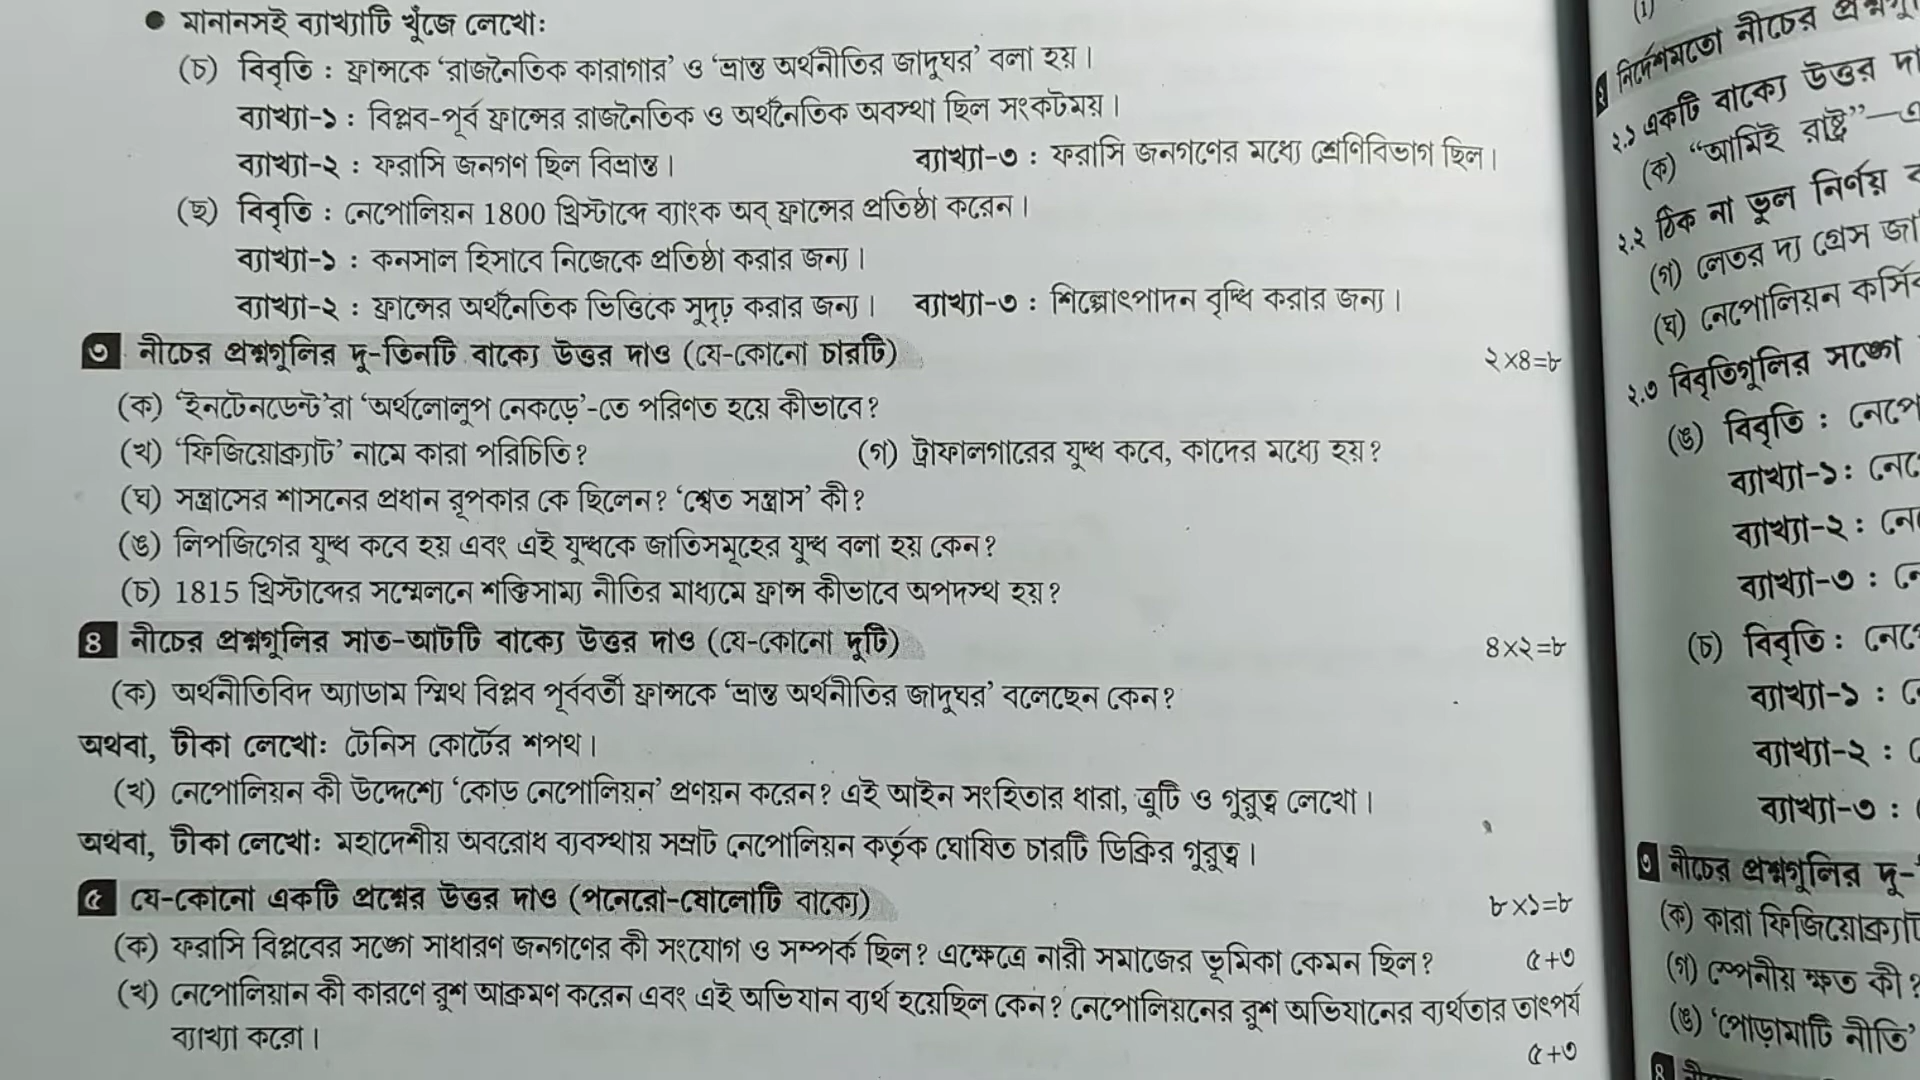 ● মানানসই ব্যাখ্যাটি খুঁজে লেখো:
(চ) বিবৃতি : ফ্রান্সকে ‘রাজনৈতিক কারাগার’ ও ‘ভ্রান্ত অর্থনীতির জাদুঘর’ বলা হয়।
ব্যাখ্যা-১ : বিপ্লব-পূর্ব ফ্রান্সের রাজনৈতিক ও অর্থনৈতিক অবস্থা ছিল সংকটময়।
ব্যাখ্যা-২ : ফরাসি জনগণ ছিল বিভ্রান্ত। ব্যাখ্যা-৩ : ফরাসি জনগণের মধ্যে শ্রেণিবিভাগ ছিল।
(ছ) বিবৃতি : নেপোলিয়ন 1800 খ্রিস্টাব্দে ব্যাংক অব্ ফ্রান্সের প্রতিষ্ঠা করেন।
ব্যাখ্যা-১ : কনসাল হিসাবে নিজেকে প্রতিষ্ঠা করার জন্য।
ব্যাখ্যা-২ : ফ্রান্সের অর্থনৈতিক ভিত্তিকে সুদৃঢ় করার জন্য। ব্যাখ্যা-৩ : শিল্পোৎপাদন বৃদ্ধি করার জন্য।
৩ নীচের প্রশ্নগুলির দু-তিনটি বাক্যে উত্তর দাও (যে-কোনো চারটি) ২×৪=৮
(ক) ‘ইনটেনডেন্ট’রা ‘অর্থলোলুপ নেকড়ে’-তে পরিণত হয়ে কীভাবে?
(খ) ‘ফিজিয়োক্র্যাট’ নামে কারা পরিচিতি? (গ) ট্রাফালগারের যুদ্ধ কবে, কাদের মধ্যে হয়?
(ঘ) সন্ত্রাসের শাসনের প্রধান রূপকার কে ছিলেন? ‘শ্বেত সন্ত্রাস’ কী?
(ঙ) লিপজিগের যুদ্ধ কবে হয় এবং এই যুদ্ধকে জাতিসমূহের যুদ্ধ বলা হয় কেন?
(চ) 1815 খ্রিস্টাব্দের সম্মেলনে শক্তিসাম্য নীতির মাধ্যমে ফ্রান্স কীভাবে অপদস্থ হয়?
৪ নীচের প্রশ্নগুলির সাত-আটটি বাক্যে উত্তর দাও (যে-কোনো দুটি) ৪×২=৮
(ক) অর্থনীতিবিদ অ্যাডাম স্মিথ বিপ্লব পূর্ববর্তী ফ্রান্সকে ‘ভ্রান্ত অর্থনীতির জাদুঘর’ বলেছেন কেন?
অথবা, টীকা লেখো: টেনিস কোর্টের শপথ।
(খ) নেপোলিয়ন কী উদ্দেশ্যে ‘কোড নেপোলিয়ন’ প্রণয়ন করেন? এই আইন সংহিতার ধারা, ত্রুটি ও গুরুত্ব লেখো।
অথবা, টীকা লেখো: মহাদেশীয় অবরোধ ব্যবস্থায় সম্রাট নেপোলিয়ন কর্তৃক ঘোষিত চারটি ডিক্রির গুরুত্ব।
৫ যে-কোনো একটি প্রশ্নের উত্তর দাও (পনেরো-ষোলোটি বাক্যে) ৮×১=৮
(ক) ফরাসি বিপ্লবের সঙ্গে সাধারণ জনগণের কী সংযোগ ও সম্পর্ক ছিল? এক্ষেত্রে নারী সমাজের ভূমিকা কেমন ছিল? ৫+৩
(খ) নেপোলিয়ান কী কারণে রুশ আক্রমণ করেন এবং এই অভিযান ব্যর্থ হয়েছিল কেন? নেপোলিয়নের রুশ অভিযানের ব্যর্থতার তাৎপর্য
ব্যাখ্যা করো। ৫+৩
(1)
নির্দেশমতো নীচের
২.১ একটি বাক্যে উত্তর
(ক) “আমিই রাষ্ট্র”—
২.২ ঠিক না ভুল নির্ণয়
(গ) লেতর দ্য গ্রেস
(ঘ) নেপোলিয়ন
২.৩ বিবৃতিগুলির সঙ্গে
(ঙ) বিবৃতি :
ব্যাখ্যা-১:
ব্যাখ্যা-২ :
ব্যাখ্যা-৩ :
(চ) বিবৃতি :
ব্যাখ্যা-১ :
ব্যাখ্যা-২ :
ব্যাখ্যা-৩ :
৩ নীচের প্রশ্নগুলির দু-
(ক) কারা
(গ) স্পেনীয় ক্ষত কী?
(ঙ) ‘পোড়ামাটি নীতি’
৪